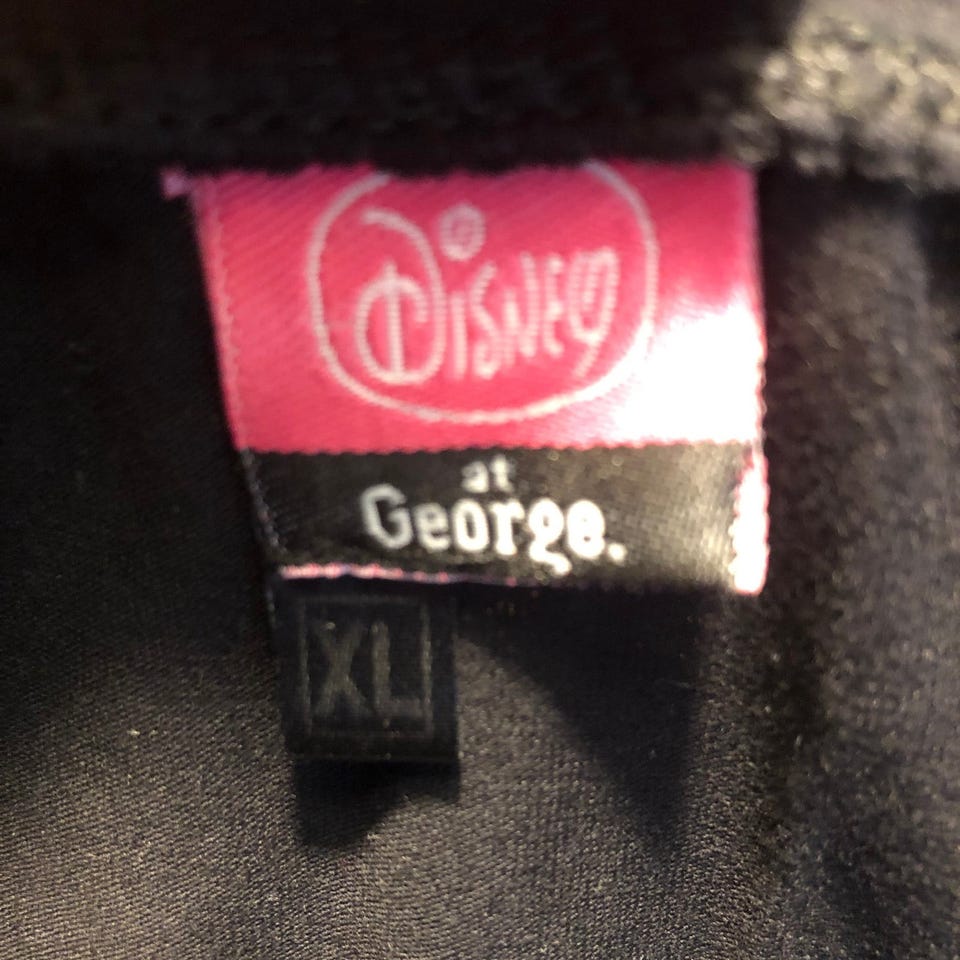 Disney
at
George.
XL